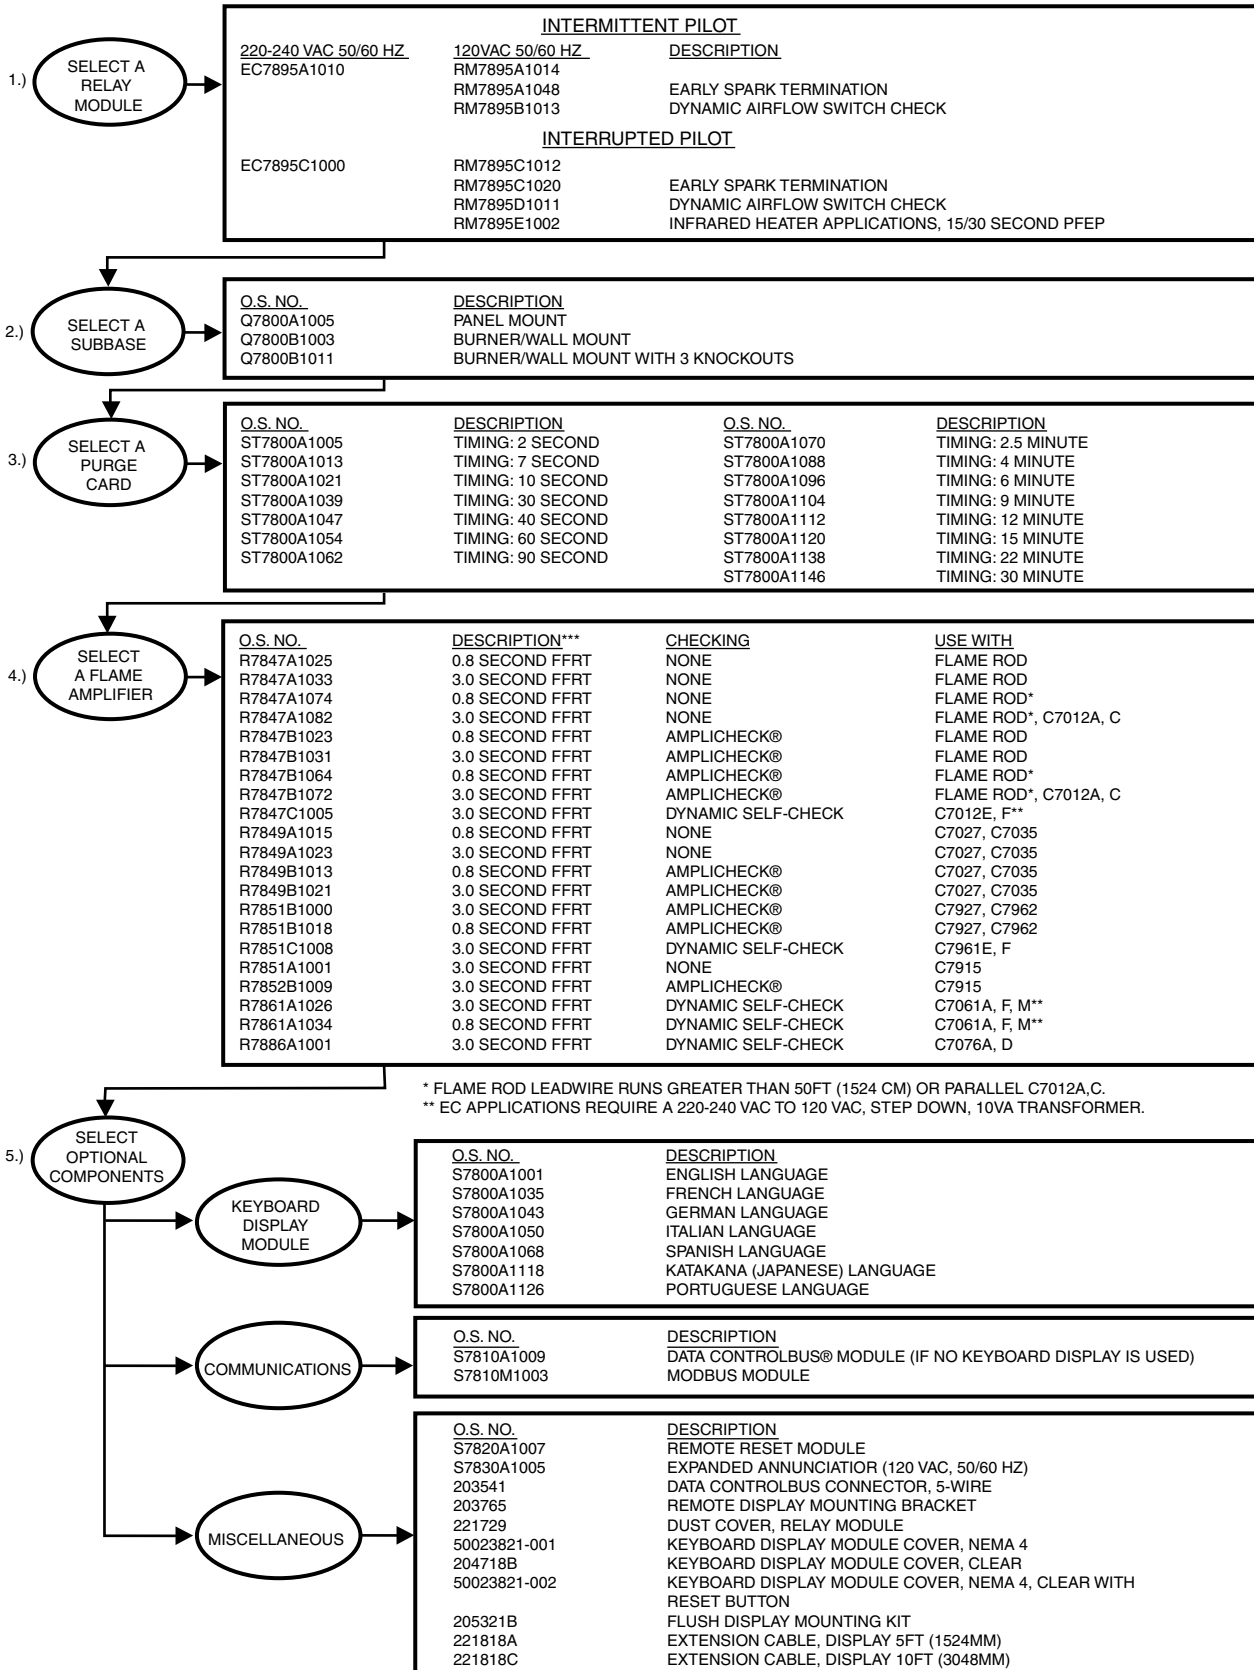 INTERMITTENT PILOT
220-240 VAC 50/60 HZ 120VAC 50/60 HZ DESCRIPTION
1.) SELECT A RELAY MODULE
EC7895A1010 RM7895A1014
RM7895A1048 EARLY SPARK TERMINATION
RM7895B1013 DYNAMIC AIRFLOW SWITCH CHECK
INTERRUPTED PILOT
EC7895C1000 RM7895C1012
RM7895C1020 EARLY SPARK TERMINATION
RM7895D1011 DYNAMIC AIRFLOW SWITCH CHECK
RM7895E1002 INFRARED HEATER APPLICATIONS, 15/30 SECOND PFEP
2.) SELECT A SUBBASE
O.S. NO. DESCRIPTION
Q7800A1005 PANEL MOUNT
Q7800B1003 BURNER/WALL MOUNT
Q7800B1011 BURNER/WALL MOUNT WITH 3 KNOCKOUTS
3.) SELECT A PURGE CARD
O.S. NO. DESCRIPTION O.S. NO. DESCRIPTION
ST7800A1005 TIMING: 2 SECOND ST7800A1070 TIMING: 2.5 MINUTE
ST7800A1013 TIMING: 7 SECOND ST7800A1088 TIMING: 4 MINUTE
ST7800A1021 TIMING: 10 SECOND ST7800A1096 TIMING: 6 MINUTE
ST7800A1039 TIMING: 30 SECOND ST7800A1104 TIMING: 9 MINUTE
ST7800A1047 TIMING: 40 SECOND ST7800A1112 TIMING: 12 MINUTE
ST7800A1054 TIMING: 60 SECOND ST7800A1120 TIMING: 15 MINUTE
ST7800A1062 TIMING: 90 SECOND ST7800A1138 TIMING: 22 MINUTE
ST7800A1146 TIMING: 30 MINUTE
4.) SELECT A FLAME AMPLIFIER
O.S. NO. DESCRIPTION*** CHECKING USE WITH
R7847A1025 0.8 SECOND FFRT NONE FLAME ROD
R7847A1033 3.0 SECOND FFRT NONE FLAME ROD
R7847A1074 0.8 SECOND FFRT NONE FLAME ROD*
R7847A1082 3.0 SECOND FFRT NONE FLAME ROD*, C7012A, C
R7847B1023 0.8 SECOND FFRT AMPLICHECK® FLAME ROD
R7847B1031 3.0 SECOND FFRT AMPLICHECK® FLAME ROD
R7847B1064 0.8 SECOND FFRT AMPLICHECK® FLAME ROD*
R7847B1072 3.0 SECOND FFRT AMPLICHECK® FLAME ROD*, C7012A, C
R7847C1005 3.0 SECOND FFRT DYNAMIC SELF-CHECK C7012E, F**
R7849A1015 0.8 SECOND FFRT NONE C7027, C7035
R7849A1023 3.0 SECOND FFRT NONE C7027, C7035
R7849B1013 0.8 SECOND FFRT AMPLICHECK® C7027, C7035
R7849B1021 3.0 SECOND FFRT AMPLICHECK® C7027, C7035
R7851B1000 3.0 SECOND FFRT AMPLICHECK® C7927, C7962
R7851B1018 0.8 SECOND FFRT AMPLICHECK® C7927, C7962
R7851C1008 3.0 SECOND FFRT DYNAMIC SELF-CHECK C7961E, F
R7851A1001 3.0 SECOND FFRT NONE C7915
R7852B1009 3.0 SECOND FFRT AMPLICHECK® C7915
R7861A1026 3.0 SECOND FFRT DYNAMIC SELF-CHECK C7061A, F, M**
R7861A1034 0.8 SECOND FFRT DYNAMIC SELF-CHECK C7061A, F, M**
R7886A1001 3.0 SECOND FFRT DYNAMIC SELF-CHECK C7076A, D
* FLAME ROD LEADWIRE RUNS GREATER THAN 50FT (1524 CM) OR PARALLEL C7012A,C.
** EC APPLICATIONS REQUIRE A 220-240 VAC TO 120 VAC, STEP DOWN, 10VA TRANSFORMER.
5.) SELECT OPTIONAL COMPONENTS
KEYBOARD DISPLAY MODULE
O.S. NO. DESCRIPTION
S7800A1001 ENGLISH LANGUAGE
S7800A1035 FRENCH LANGUAGE
S7800A1043 GERMAN LANGUAGE
S7800A1050 ITALIAN LANGUAGE
S7800A1068 SPANISH LANGUAGE
S7800A1118 KATAKANA (JAPANESE) LANGUAGE
S7800A1126 PORTUGUESE LANGUAGE
COMMUNICATIONS
O.S. NO. DESCRIPTION
S7810A1009 DATA CONTROLBUS® MODULE (IF NO KEYBOARD DISPLAY IS USED)
S7810M1003 MODBUS MODULE
MISCELLANEOUS
O.S. NO. DESCRIPTION
S7820A1007 REMOTE RESET MODULE
S7830A1005 EXPANDED ANNUNCIATIOR (120 VAC, 50/60 HZ)
203541 DATA CONTROLBUS CONNECTOR, 5-WIRE
203765 REMOTE DISPLAY MOUNTING BRACKET
221729 DUST COVER, RELAY MODULE
50023821-001 KEYBOARD DISPLAY MODULE COVER, NEMA 4
204718B KEYBOARD DISPLAY MODULE COVER, CLEAR
50023821-002 KEYBOARD DISPLAY MODULE COVER, NEMA 4, CLEAR WITH
RESET BUTTON
205321B FLUSH DISPLAY MOUNTING KIT
221818A EXTENSION CABLE, DISPLAY 5FT (1524MM)
221818C EXTENSION CABLE, DISPLAY 10FT (3048MM)